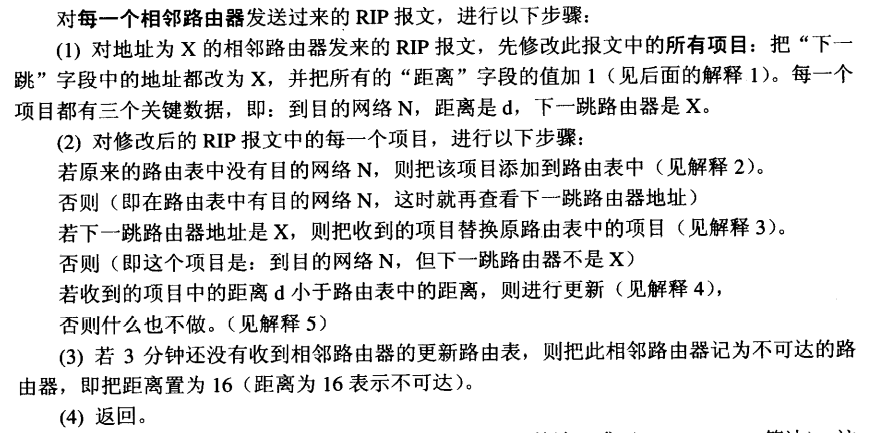 对每一个相邻路由器发送过来的 RIP 报文，进行以下步骤：
(1) 对地址为 X 的相邻路由器发来的 RIP 报文，先修改此报文中的所有项目：把“下一
跳”字段中的地址都改为 X，并把所有的“距离”字段的值加 1（见后面的解释 1）。每一个
项目都有三个关键数据，即：到目的网络 N，距离是 d，下一跳路由器是 X。
(2) 对修改后的 RIP 报文中的每一个项目，进行以下步骤：
若原来的路由表中没有目的网络 N，则把该项目添加到路由表中（见解释 2）。
否则（即在路由表中有目的网络 N，这时就再查看下一跳路由器地址）
若下一跳路由器地址是 X，则把收到的项目替换原路由表中的项目（见解释 3）。
否则（即这个项目是：到目的网络 N，但下一跳路由器不是 X）
若收到的项目中的距离 d 小于路由表中的距离，则进行更新（见解释 4），
否则什么也不做。（见解释 5）
(3) 若 3 分钟还没有收到相邻路由器的更新路由表，则把此相邻路由器记为不可达的路
由器，即把距离置为 16（距离为 16 表示不可达）。
(4) 返回。